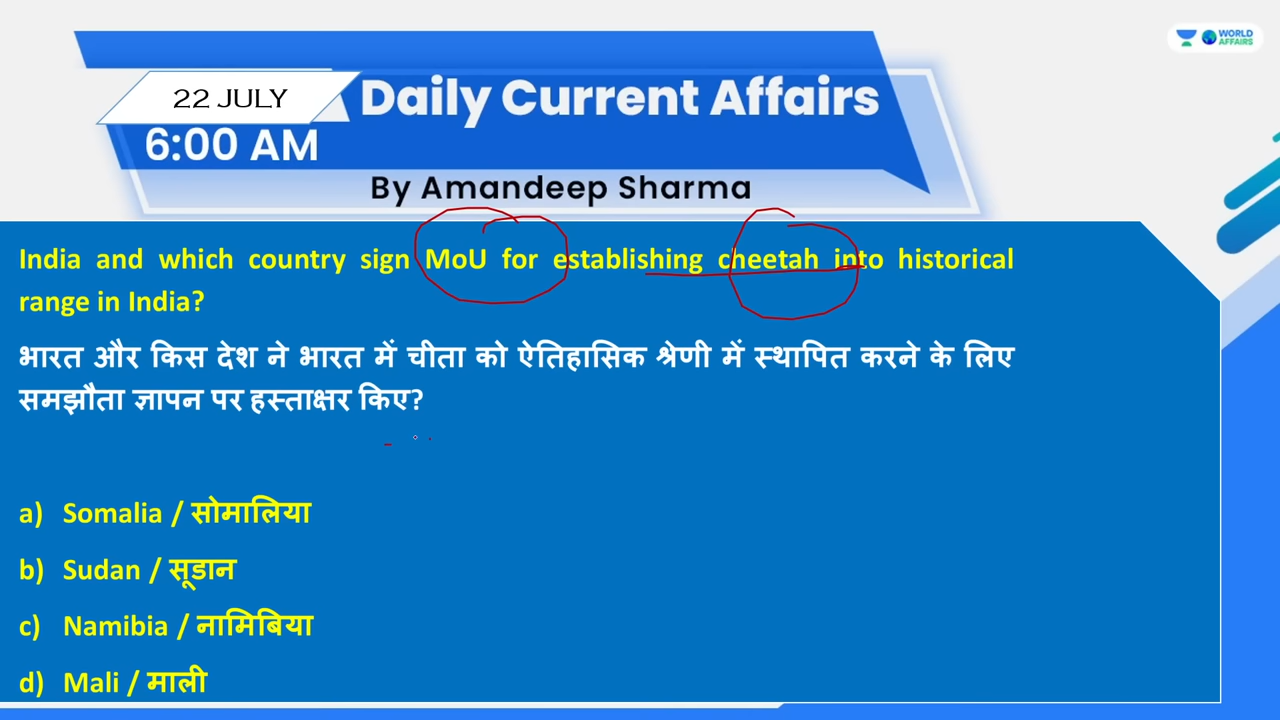 WORLD
AFFAIRS
22 JULY
Daily Current Affairs
6:00 AM
By Amandeep Sharma
India and which country sign MoU for establishing cheetah into historical
range in India?
भारत और किस देश ने भारत में चीता को ऐतिहासिक श्रेणी में स्थापित करने के लिए
समझौता ज्ञापन पर हस्ताक्षर किए?
a) Somalia / सोमालिया
b) Sudan / सूडान
c) Namibia / नामिबिया
d) Mali / माली